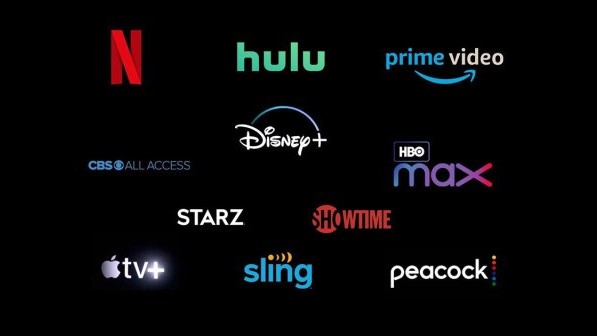 N
hulu
prime video
Disney+
CBS ALL ACCESS
HBO
max
STARZ
SHOWTIME
tv+
sling
peacock